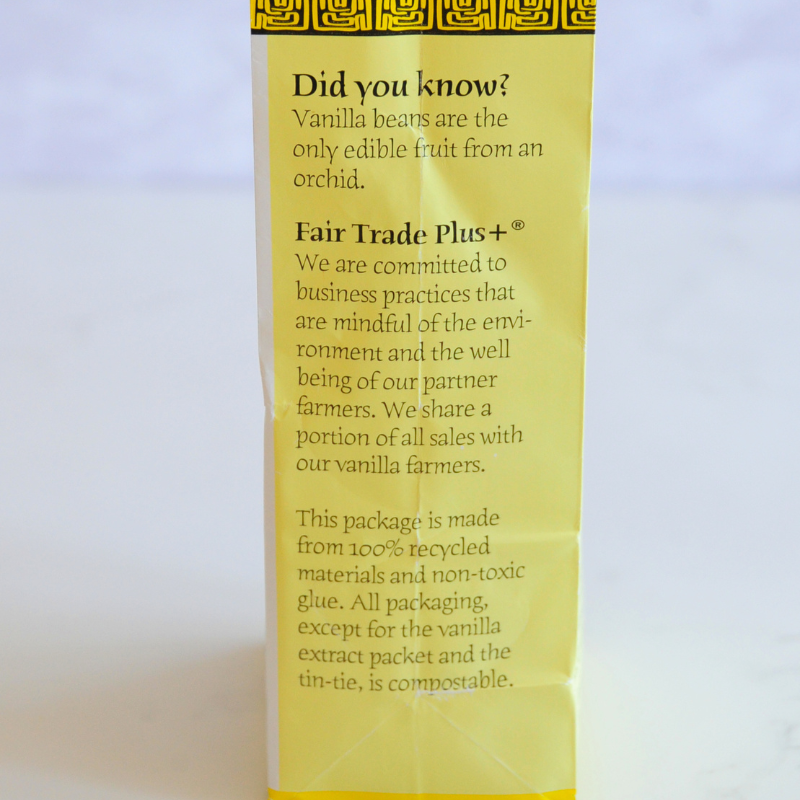 Did you know?
Vanilla beans are the
only edible fruit from an
orchid.
Fair Trade Plus+®
We are committed to
business practices that
are mindful of the envi-
ronment and the well
being of our partner
farmers. We share a
portion of all sales with
our vanilla farmers.
This package is made
from 100% recycled
materials and non-toxic
glue. All packaging,
except for the vanilla
extract packet and the
tin-tie, is compostable.